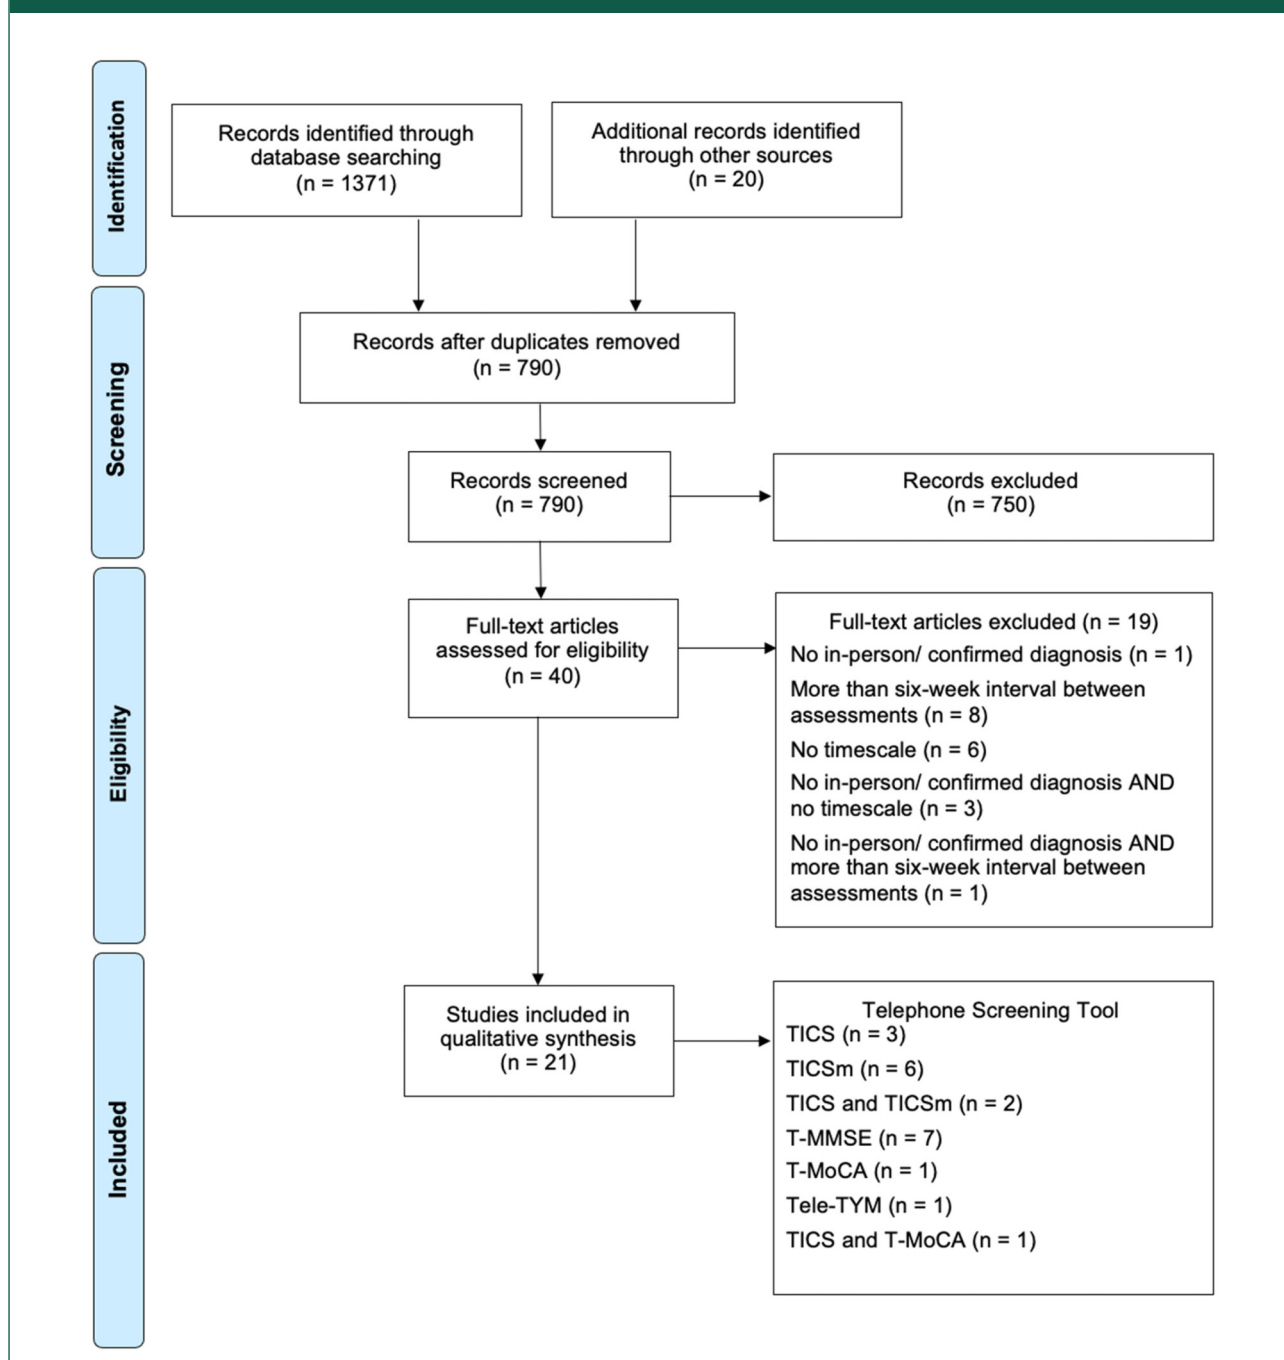 Identification
Records identified through
database searching
(n = 1371)
Additional records identified
through other sources
(n = 20)
Screening
Records after duplicates removed
(n = 790)
Records screened
(n = 790)
Records excluded
(n = 750)
Eligibility
Full-text articles
assessed for eligibility
(n = 40)
Full-text articles excluded (n = 19)
No in-person/ confirmed diagnosis (n = 1)
More than six-week interval between
assessments (n = 8)
No timescale (n = 6)
No in-person/ confirmed diagnosis AND
no timescale (n = 3)
No in-person/ confirmed diagnosis AND
more than six-week interval between
assessments (n = 1)
Included
Studies included in
qualitative synthesis
(n = 21)
Telephone Screening Tool
TICS (n = 3)
TICSm (n = 6)
TICS and TICSm (n = 2)
T-MMSE (n = 7)
T-MoCA (n = 1)
Tele-TYM (n = 1)
TICS and T-MoCA (n = 1)